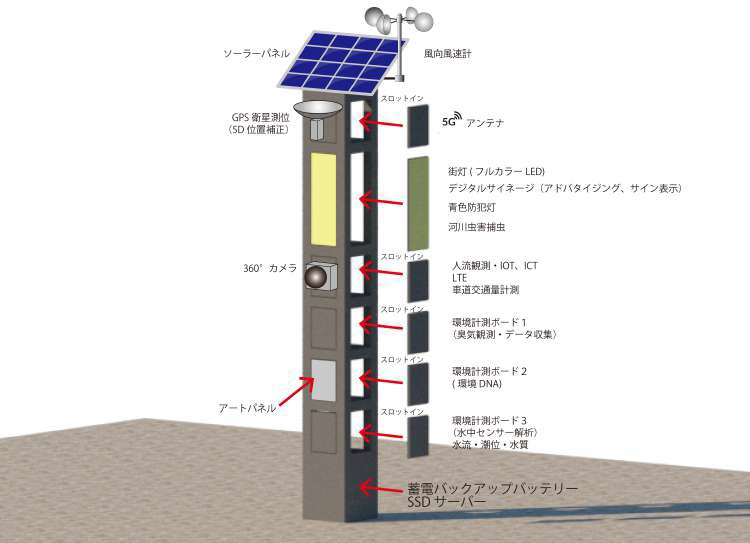 ソーラーパネル
風向風速計
スロットイン
GPS 衛星測位
(5D 位置補正)
5G アンテナ
街灯 ( フルカラー LED)
デジタルサイネージ（アドバタイジング、サイン表示）
青色防犯灯
河川虫害捕虫
スロットイン
360° カメラ
人流観測・IOT、ICT
LTE
車道交通量計測
スロットイン
環境計測ボード 1
（臭気観測・データ収集）
スロットイン
環境計測ボード 2
( 環境 DNA)
アートパネル
スロットイン
環境計測ボード 3
（水中センサー解析）
水流・潮位・水質
蓄電バックアップバッテリー
SSD サーバー